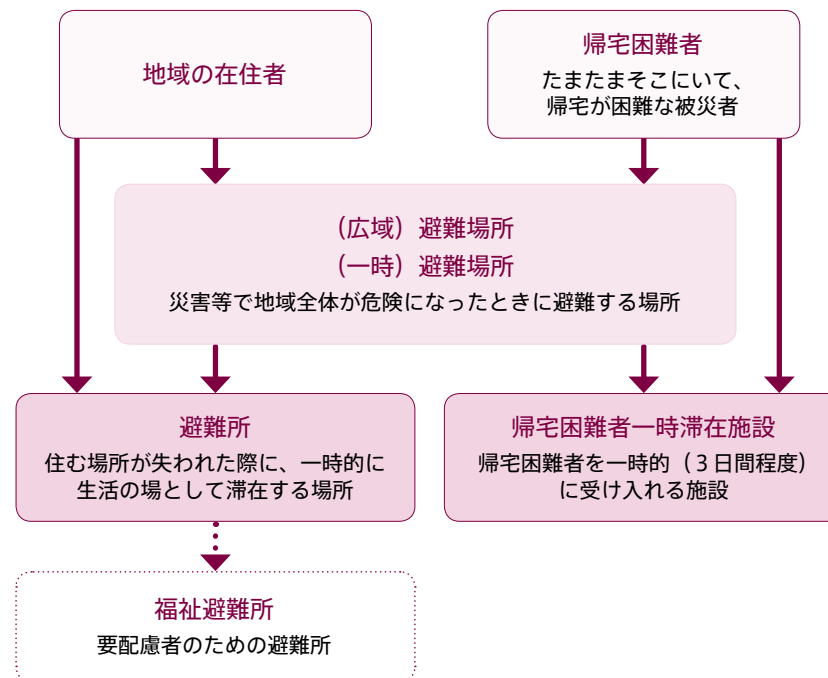 地域の在住者
帰宅困難者
たまたまそこにいて、
帰宅が困難な被災者
（広域）避難場所
（一時）避難場所
災害等で地域全体が危険になったときに避難する場所
避難所
住む場所が失われた際に、一時的に
生活の場として滞在する場所
帰宅困難者一時滞在施設
帰宅困難者を一時的（３日間程度）
に受け入れる施設
福祉避難所
要配慮者のための避難所